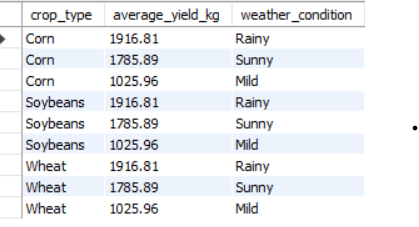 crop_type average_yield_kg weather_condition
Corn 1916.81 Rainy
Corn 1785.89 Sunny
Corn 1025.96 Mild
Soybeans 1916.81 Rainy
Soybeans 1785.89 Sunny
Soybeans 1025.96 Mild
Wheat 1916.81 Rainy
Wheat 1785.89 Sunny
Wheat 1025.96 Mild